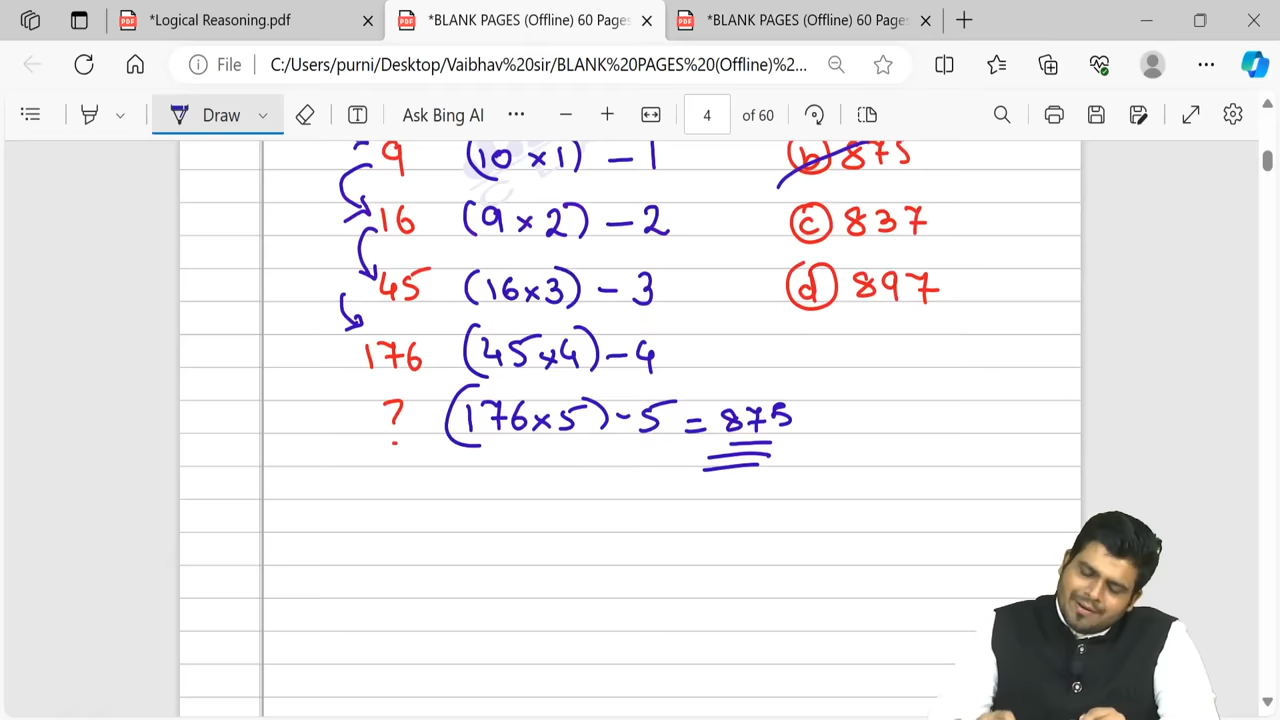 *Logical Reasoning.pdf
*BLANK PAGES (Offline) 60 Pages
*BLANK PAGES (Offline) 60 Page
File C:/Users/purni/Desktop/Vaibhav%20sir/BLANK%20PAGES%20(Offline)%2...
Draw Ask Bing AI 4 of 60
9 (10 × 1) - 1 (b) 875
16 (9 × 2) - 2 (c) 837
45 (16×3) - 3 (d) 897
176 (45×4) - 4
? (176×5) - 5 = 875